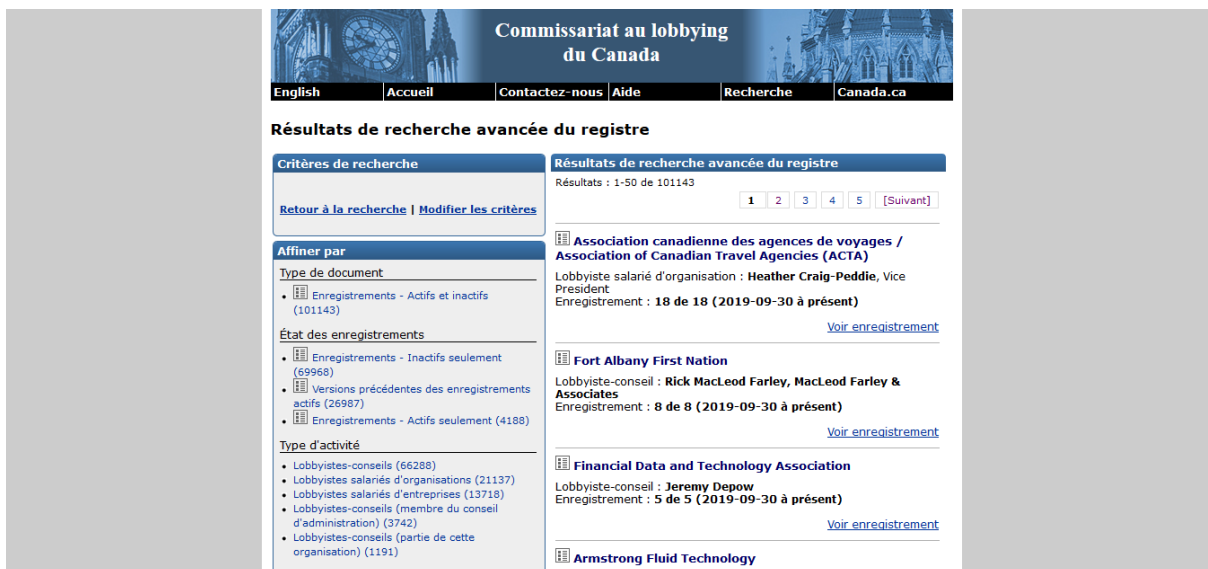 Commissariat au lobbying
du Canada
English Accueil Contactez-nous Aide Recherche Canada.ca
Résultats de recherche avancée du registre
Critères de recherche
Retour à la recherche | Modifier les critères
Affiner par
Type de document
Enregistrements - Actifs et inactifs
(101143)
État des enregistrements
Enregistrements - Inactifs seulement
(69968)
Versions précédentes des enregistrements
actifs (26987)
Enregistrements - Actifs seulement (4188)
Type d'activité
Lobbyistes-conseils (66288)
Lobbyistes salariés d'organisations (21137)
Lobbyistes salariés d'entreprises (13718)
Lobbyistes-conseils (membre du conseil
d'administration) (3742)
Lobbyistes-conseils (partie de cette
organisation) (1191)
Résultats de recherche avancée du registre
Résultats : 1-50 de 101143
1 2 3 4 5 [Suivant]
Association canadienne des agences de voyages /
Association of Canadian Travel Agencies (ACTA)
Lobbyiste salarié d'organisation : Heather Craig-Peddie, Vice
President
Enregistrement : 18 de 18 (2019-09-30 à présent)
Voir enregistrement
Fort Albany First Nation
Lobbyiste-conseil : Rick MacLeod Farley, MacLeod Farley &
Associates
Enregistrement : 8 de 8 (2019-09-30 à présent)
Voir enregistrement
Financial Data and Technology Association
Lobbyiste-conseil : Jeremy Depow
Enregistrement : 5 de 5 (2019-09-30 à présent)
Voir enregistrement
Armstrong Fluid Technology